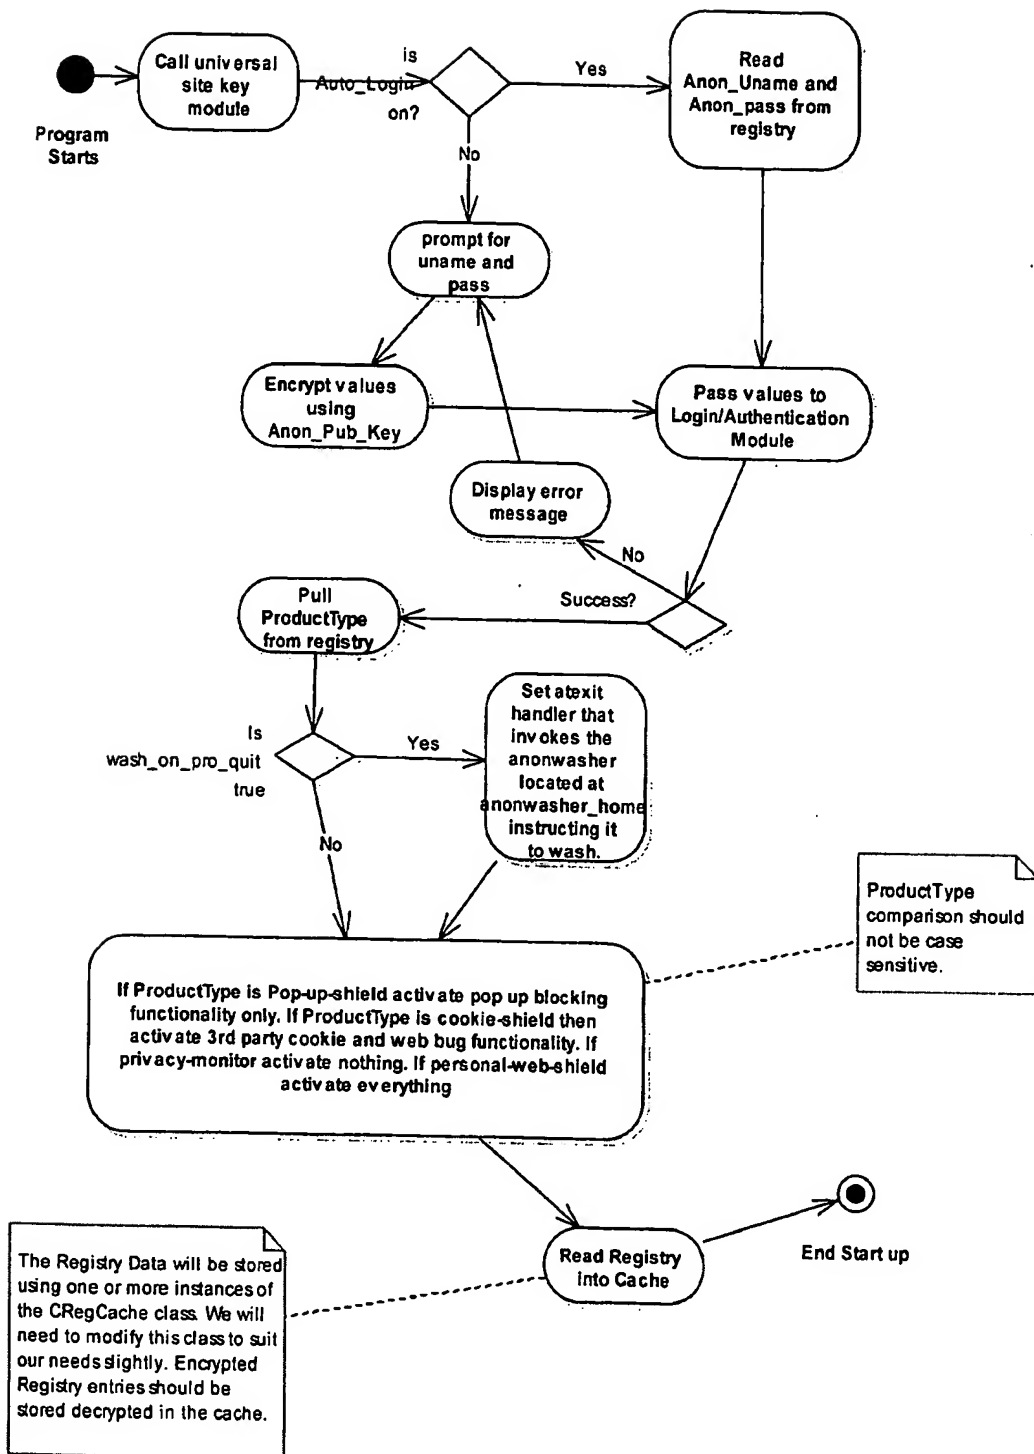 Call universal
site key
module
Program
Starts
is
Auto_Login
on?
Yes
No
Read
Anon_Uname and
Anon_pass from
registry
prompt for
uname and
pass
Encrypt values
using
Anon_Pub_Key
Pass values to
Login/Authentication
Module
Display error
message
No
Success?
Pull
ProductType
from registry
Is
wash_on_pro_quit
true
Yes
No
Set atexit
handler that
invokes the
anonwasher
located at
anonwasher_home
instructing it
to wash.
ProductType
comparison should
not be case
sensitive.
If ProductType is Pop-up-shield activate pop up blocking
functionality only. If ProductType is cookie-shield then
activate 3rd party cookie and web bug functionality. If
privacy-monitor activate nothing. If personal-web-shield
activate everything
Read Registry
into Cache
End Start up
The Registry Data will be stored
using one or more instances of
the CRegCache class. We will
need to modify this class to suit
our needs slightly. Encrypted
Registry entries should be
stored decrypted in the cache.